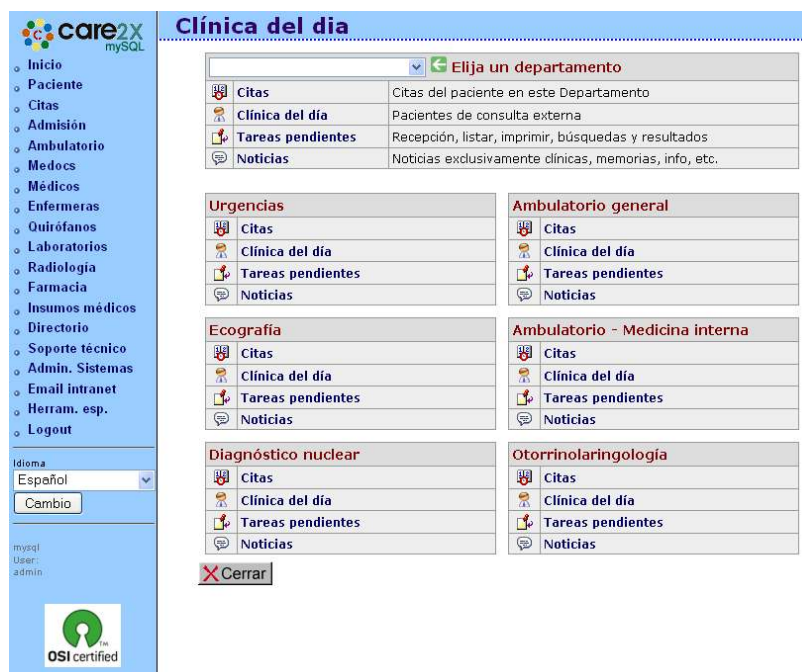 care2X
mySQL
Inicio
Paciente
Citas
Admisión
Ambulatorio
Medocs
Médicos
Enfermeras
Quirófanos
Laboratorios
Radiología
Farmacia
Insumos médicos
Directorio
Soporte técnico
Admin. Sistemas
Email intranet
Herram. esp.
Logout
Idioma
Español
Cambio
mysql
User:
admin
OSI certified
TM
Clínica del dia
Elija un departamento
Citas Citas del paciente en este Departamento
Clínica del día Pacientes de consulta externa
Tareas pendientes Recepción, listar, imprimir, búsquedas y resultados
Noticias Noticias exclusivamente clínicas, memorias, info, etc.
Urgencias
Citas
Clínica del día
Tareas pendientes
Noticias
Ambulatorio general
Citas
Clínica del día
Tareas pendientes
Noticias
Ecografía
Citas
Clínica del día
Tareas pendientes
Noticias
Ambulatorio - Medicina interna
Citas
Clínica del día
Tareas pendientes
Noticias
Diagnóstico nuclear
Citas
Clínica del día
Tareas pendientes
Noticias
Otorrinolaringología
Citas
Clínica del día
Tareas pendientes
Noticias
Cerrar